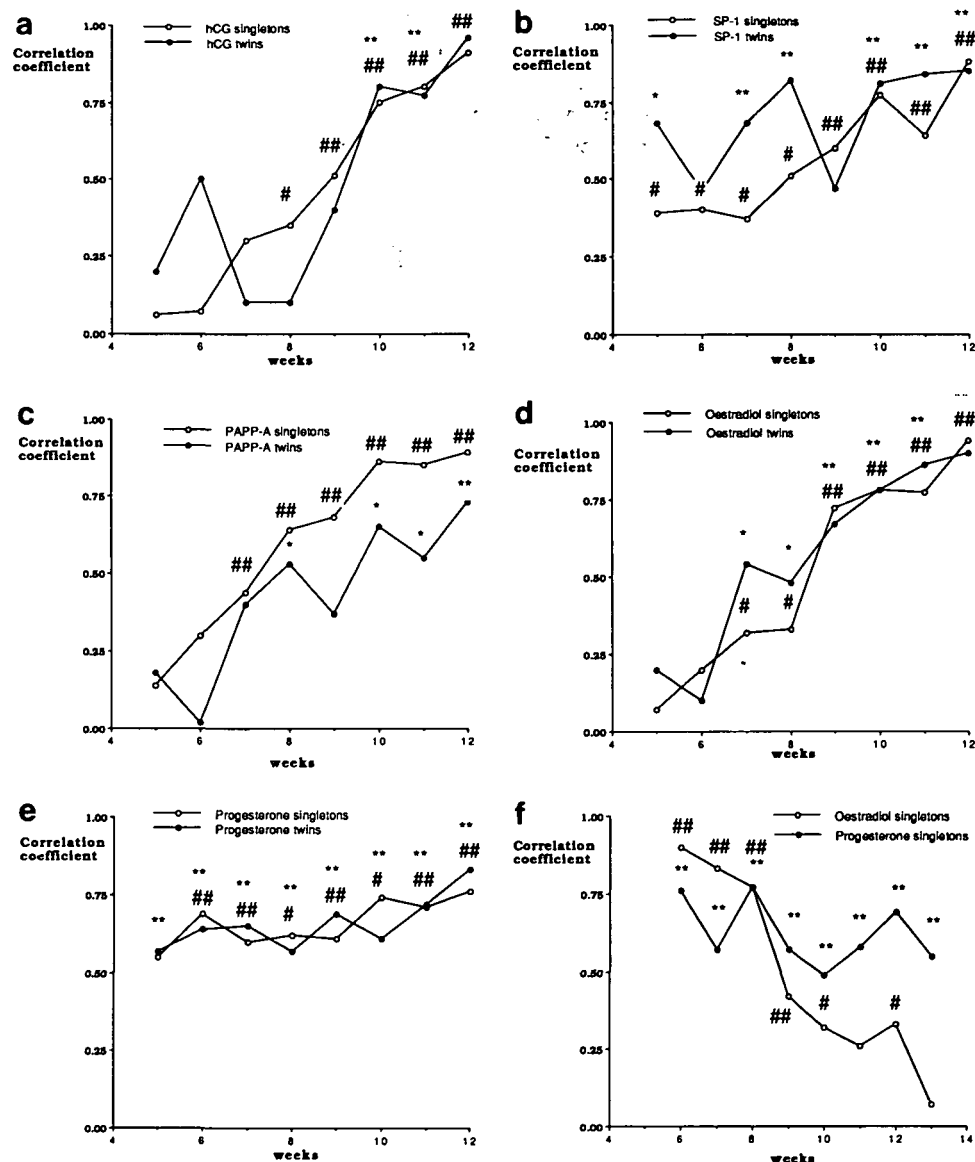 a
hCG singletons
hCG twins
Correlation
coefficient
1.00
0.75
0.50
0.25
0.00
4 6 8 10 12
weeks
# ## ** ## ** ## ##
b
SP-1 singletons
SP-1 twins
Correlation
coefficient
1.00
0.75
0.50
0.25
0.00
4 6 8 10 12
weeks
* ** ** ** ** **
# # # # ## ## ## ##
c
PAPP-A singletons
PAPP-A twins
Correlation
coefficient
1.00
0.75
0.50
0.25
0.00
4 6 8 10 12
weeks
## ## ## ## ## ##
* * * **
d
Oestradiol singletons
Oestradiol twins
Correlation
coefficient
1.00
0.75
0.50
0.25
0.00
4 6 8 10 12
weeks
* * ** ** **
# # ## ## ## ##
e
Progesterone singletons
Progesterone twins
Correlation
coefficient
1.00
0.75
0.50
0.25
0.00
4 6 8 10 12
weeks
** ** ** ** ** ** ** **
## ## # ## # ## ##
f
Oestradiol singletons
Progesterone singletons
Correlation
coefficient
1.00
0.75
0.50
0.25
0.00
4 6 8 10 12 14
weeks
## ## ## ## # #
** ** ** ** ** ** ** **